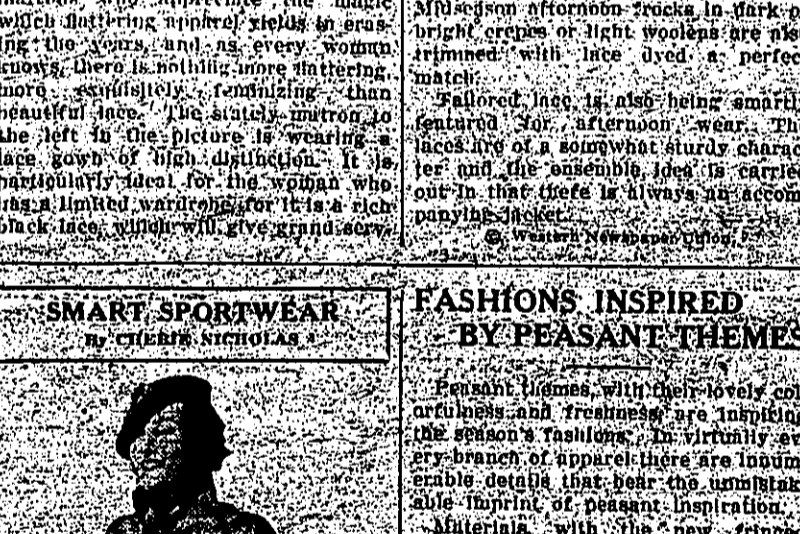 which flattering apparel yields in eras-
ing the years, and as every woman
knows, there is nothing more flattering,
more exquisitely feminizing than
beautiful lace. The stately matron to
the left in the picture is wearing a
lace gown of high distinction. It is
particularly ideal for the woman who
has a limited wardrobe, for it is a rich
black lace, which will give grand serv-
SMART SPORTWEAR
By CHERIE NICHOLAS
Midseason afternoon frocks in dark o
bright crepes or light woolens are als
trimmed with lace dyed a perfec
match.
Tailored lace is also being smartl
featured for afternoon wear. Th
laces are of a somewhat sturdy charac
ter and the ensemble idea is carrie
out in that there is always an accom
panying jacket.
© Western Newspaper Union.
FASHIONS INSPIRED
BY PEASANT THEMES
Peasant themes, with their lovely col
orfulness and freshness, are inspiring
the season's fashions. In virtually ev
ery branch of apparel there are innum
erable details that bear the unmistak
able imprint of peasant inspiration.
Materials, with the new fringe